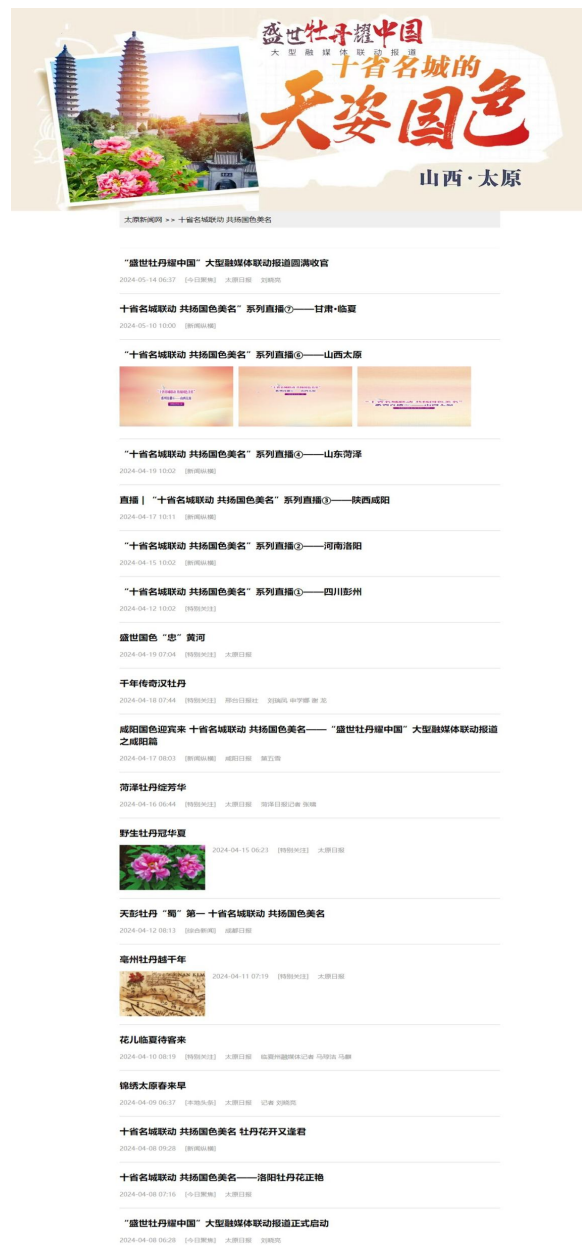 盛世牡丹耀中国
大型融媒体联动报道
十省名城的
天姿国色
山西·太原
太原新闻网 >> 十省名城联动 共扬国色美名
“盛世牡丹耀中国”大型融媒体联动报道圆满收官
2024-05-14 06:37 [今日聚焦] 太原日报 刘晓亮
十省名城联动 共扬国色美名”系列直播⑦——甘肃·临夏
2024-05-10 10:00 [新闻纵横]
“十省名城联动 共扬国色美名”系列直播⑥——山西太原
“十省名城联动 共扬国色美名”系列直播④——山东菏泽
2024-04-19 10:02 [新闻纵横]
直播 | “十省名城联动 共扬国色美名”系列直播③——陕西咸阳
2024-04-17 10:11 [新闻纵横]
“十省名城联动 共扬国色美名”系列直播②——河南洛阳
2024-04-15 10:02 [新闻纵横]
“十省名城联动 共扬国色美名”系列直播①——四川彭州
2024-04-12 10:02 [特别关注]
盛世国色“忠”黄河
2024-04-19 07:04 [特别关注] 太原日报
千年传奇汉牡丹
2024-04-18 07:44 [特别关注] 邢台日报社
咸阳国色迎宾来 十省名城联动 共扬国色美名——“盛世牡丹耀中国”大型融媒体联动报道
之咸阳篇
2024-04-17 08:03 [新闻纵横] 咸阳日报
菏泽牡丹绽芳华
2024-04-16 06:44 [特别关注] 太原日报 菏泽日报记者
野生牡丹冠华夏
2024-04-15 06:23 [特别关注] 太原日报
天彭牡丹“蜀”第一 十省名城联动 共扬国色美名
2024-04-12 08:13 [综合新闻] 成都日报
亳州牡丹越千年
2024-04-11 07:19 [特别关注] 太原日报
花儿临夏待客来
2024-04-10 08:19 [特别关注] 太原日报 临夏州融媒体记者
锦绣太原春来早
2024-04-09 06:37 [本地头条] 太原日报 记者 刘晓亮
十省名城联动 共扬国色美名 牡丹花开又逢君
2024-04-08 09:28 [新闻纵横]
十省名城联动 共扬国色美名——洛阳牡丹花正艳
2024-04-08 07:16 [今日聚焦] 太原日报
“盛世牡丹耀中国”大型融媒体联动报道正式启动
2024-04-08 06:28 [今日聚焦] 太原日报 刘晓亮